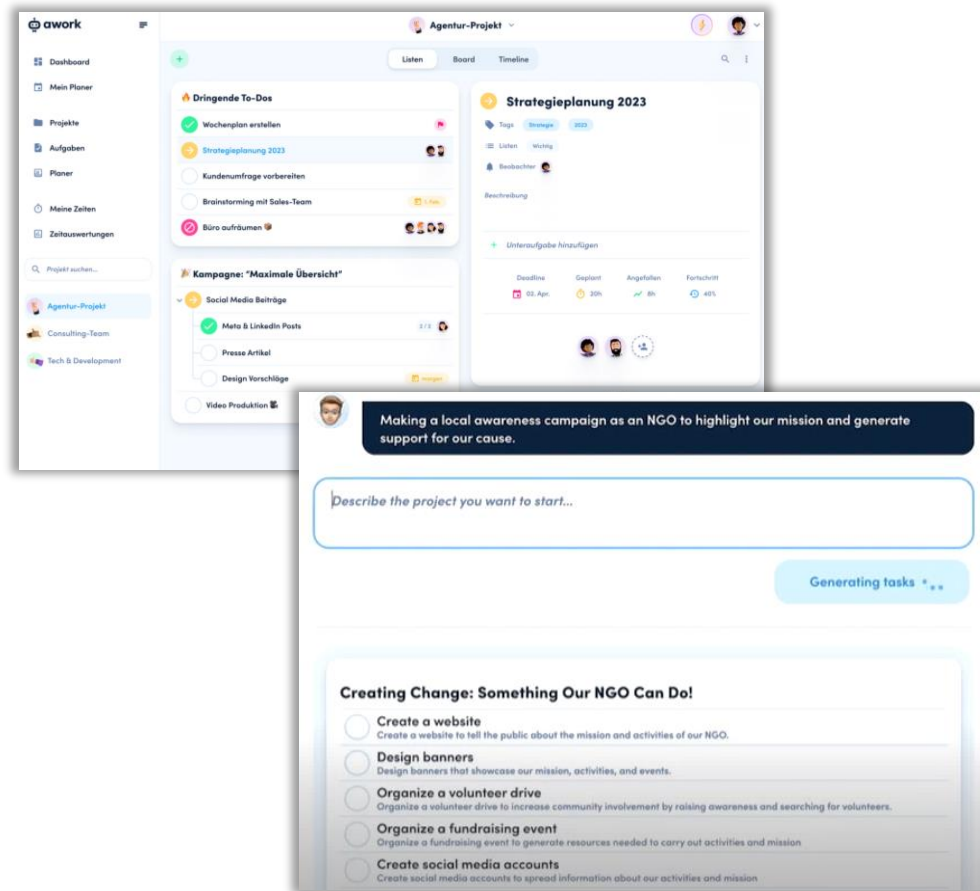 awork
Agentur-Projekt
Dashboard
Mein Planer
Projekte
Aufgaben
Planer
Meine Zeiten
Zeitauswertungen
Projekt suchen...
Agentur-Projekt
Consulting-Team
Tech & Development
Listen Board Timeline
🔥 Dringende To-Dos
Wochenplan erstellen
Strategieplanung 2023
Kundenumfrage vorbereiten
Brainstorming mit Sales-Team
1. Feb.
Büro aufräumen 📦
🎉 Kampagne: "Maximale Übersicht"
Social Media Beiträge
Meta & LinkedIn Posts
Presse Artikel
Design Vorschläge morgen
Video Produktion 🎥
Strategieplanung 2023
Tags Strategie 2023
Listen Wichtig
Beobachter
Beschreibung
+ Unteraufgabe hinzufügen
Deadline Geplant Angefallen Fortschritt
02. Apr. 20h 8h 40%
Making a local awareness campaign as an NGO to highlight our mission and generate
support for our cause.
Describe the project you want to start...
Generating tasks
Creating Change: Something Our NGO Can Do!
Create a website
Create a website to tell the public about the mission and activities of our NGO.
Design banners
Design banners that showcase our mission, activities, and events.
Organize a volunteer drive
Organize a volunteer drive to increase community involvement by raising awareness and searching for volunteers.
Organize a fundraising event
Organize a fundraising event to generate resources needed to carry out activities and mission
Create social media accounts
Create social media accounts to spread information about our activities and mission